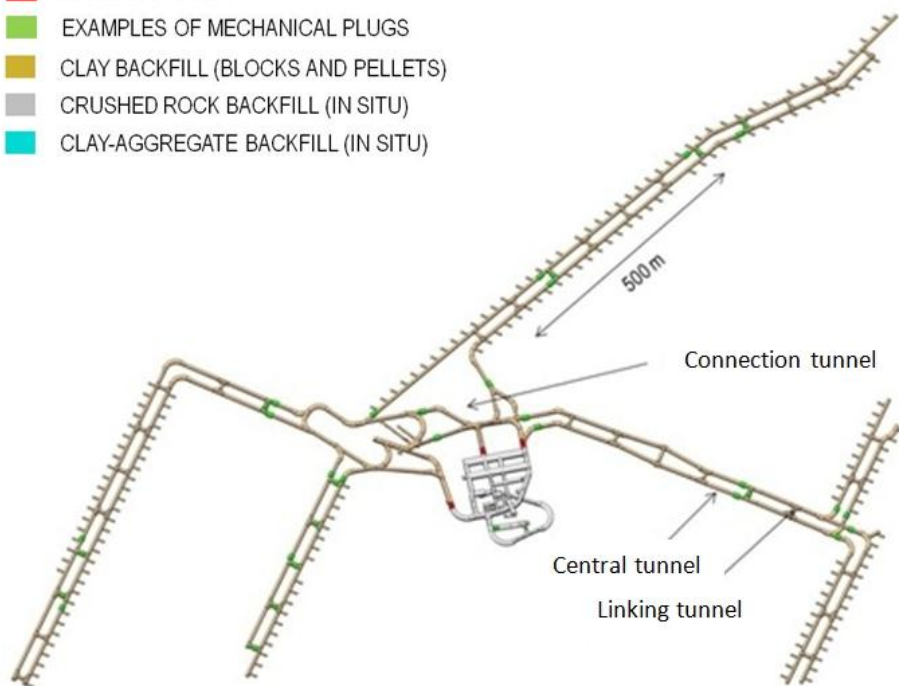 EXAMPLES OF MECHANICAL PLUGS
CLAY BACKFILL (BLOCKS AND PELLETS)
CRUSHED ROCK BACKFILL (IN SITU)
CLAY-AGGREGATE BACKFILL (IN SITU)
500 m
Connection tunnel
Central tunnel
Linking tunnel